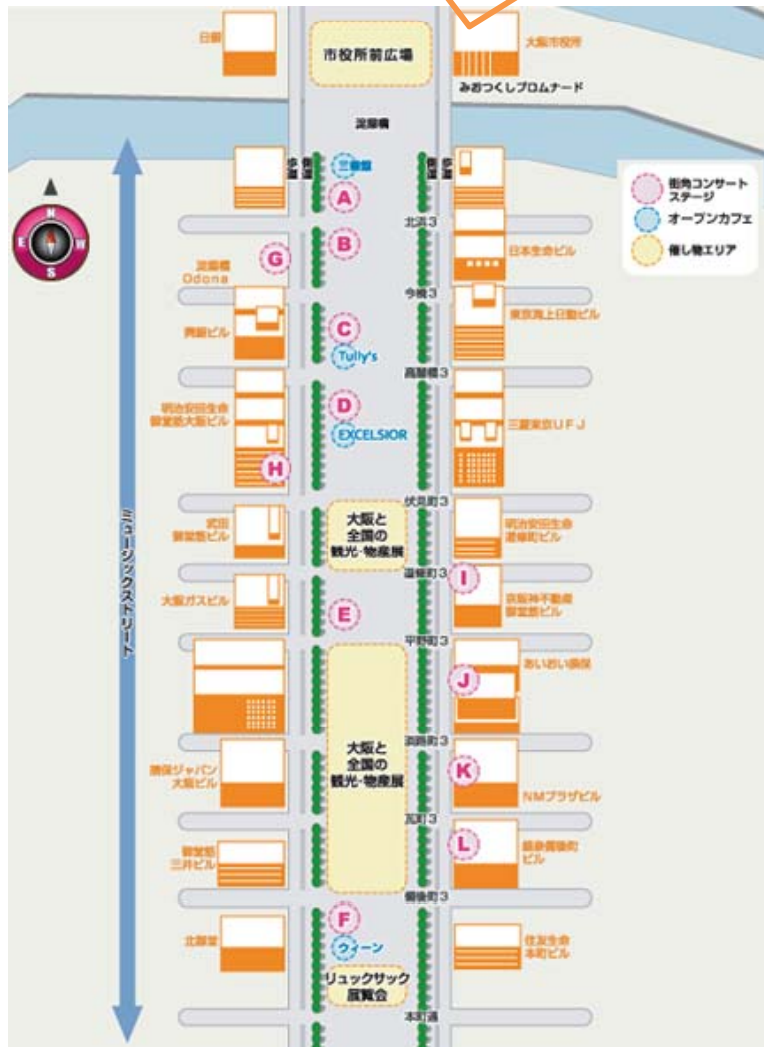 日銀
市役所前広場
大阪市役所
みおつくしプロムナード
淀屋橋
歩道
側道
側道
歩道
街角コンサート
ステージ
オープンカフェ
催し物エリア
N
E
W
S
A
北浜3
B
G
淀屋橋
Odona
日本生命ビル
今橋3
興銀ビル
C
Tully's
東京海上日動ビル
高麗橋3
明治安田生命
御堂筋大阪ビル
D
EXCELSIOR
三菱東京UFJ
H
伏見町3
武田
御堂筋ビル
大阪と
全国の
観光・物産展
明治安田生命
道修町ビル
道修町3
大阪ガスビル
I
京阪神不動産
御堂筋ビル
E
平野町3
あいおい損保
J
ミュージックストリート
大阪と
全国の
観光・物産展
淡路町3
損保ジャパン
大阪ビル
K
NMプラザビル
瓦町3
御堂筋
三井ビル
L
銀泉備後町
ビル
備後町3
北御堂
F
ウィーン
住友生命
本町ビル
リュックサック
展覧会
本町通